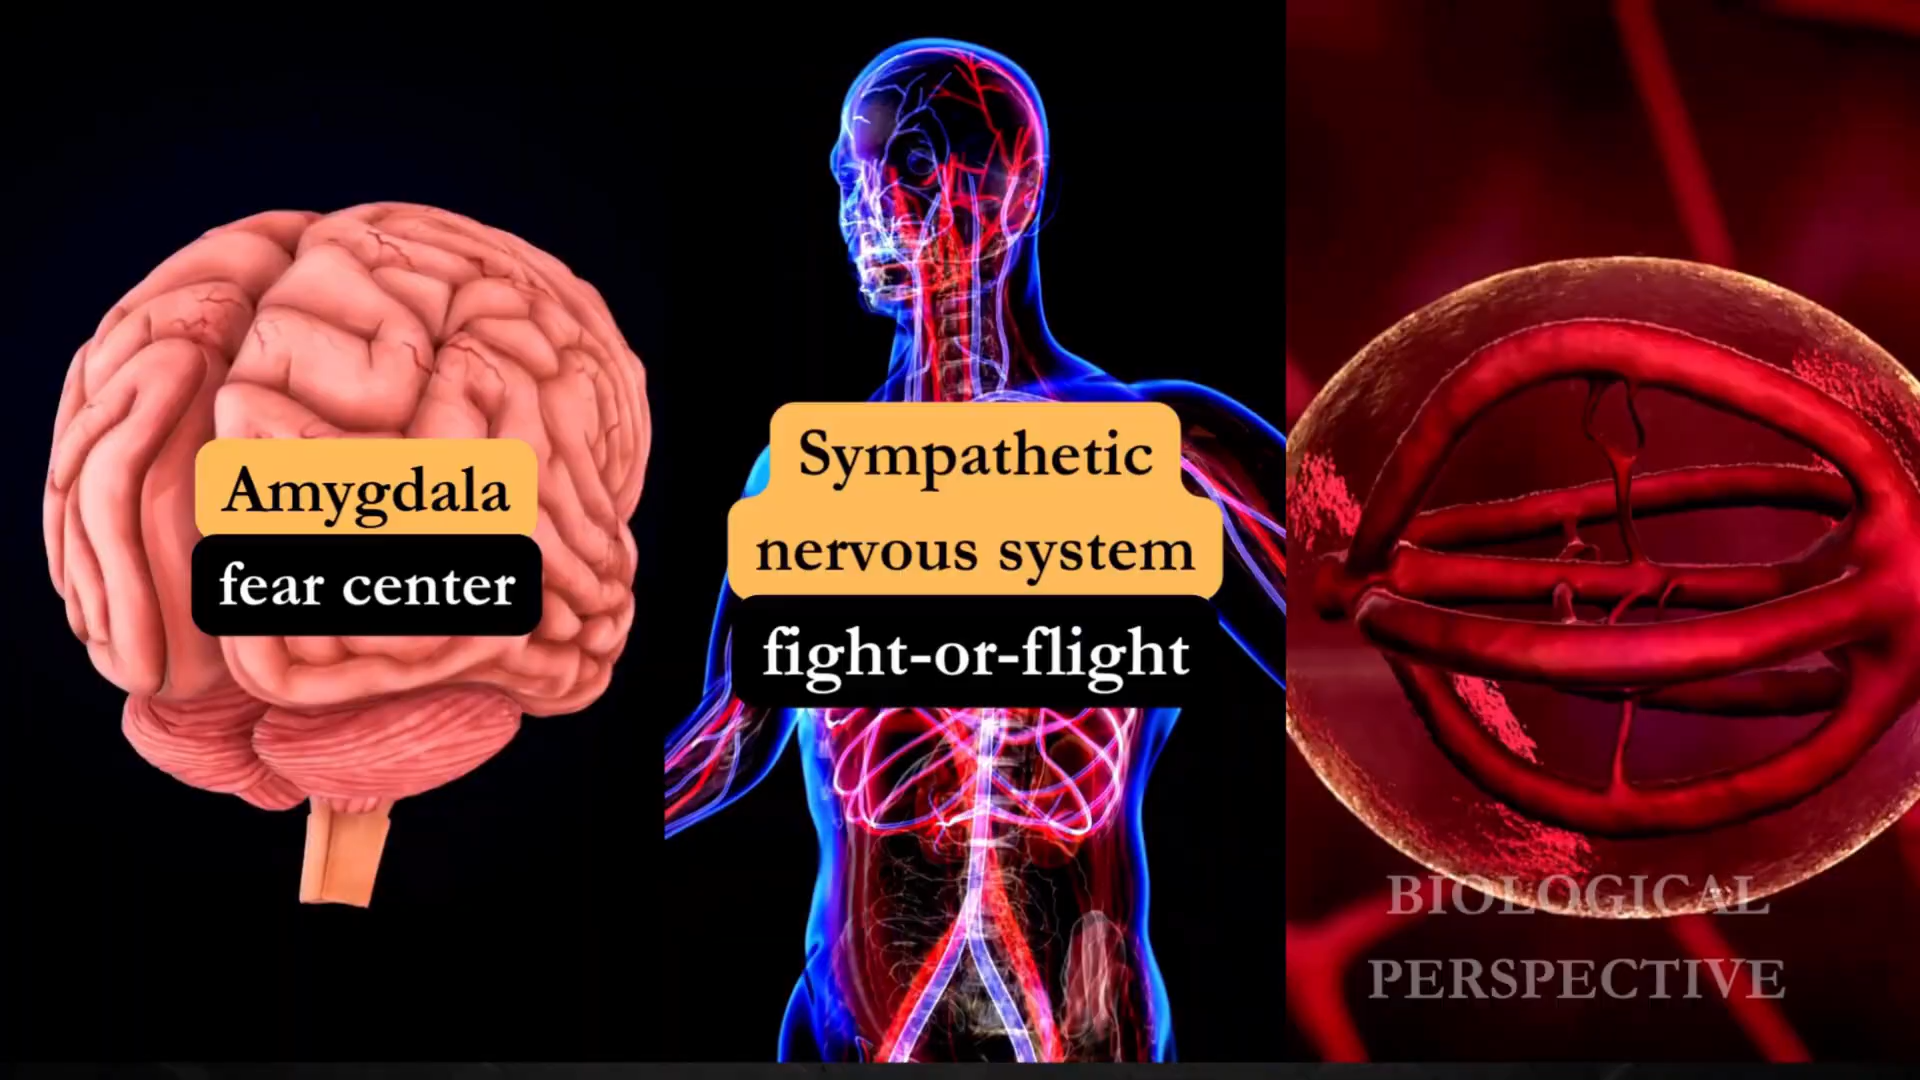 Amygdala
fear center
Sympathetic
nervous system
fight-or-flight
BIOLOGICAL
PERSPECTIVE